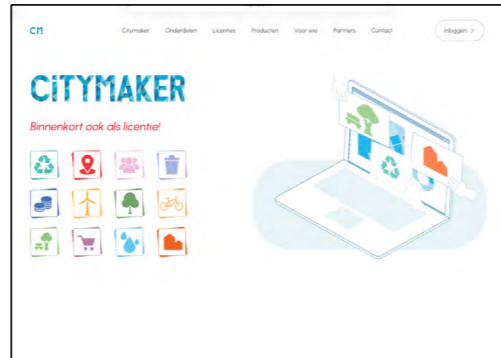 CM Citymaker Onderdelen Licenties Producten Voor wie Partners Contact Inloggen >
CiTYMAKER
Binnenkort ook als licentie!